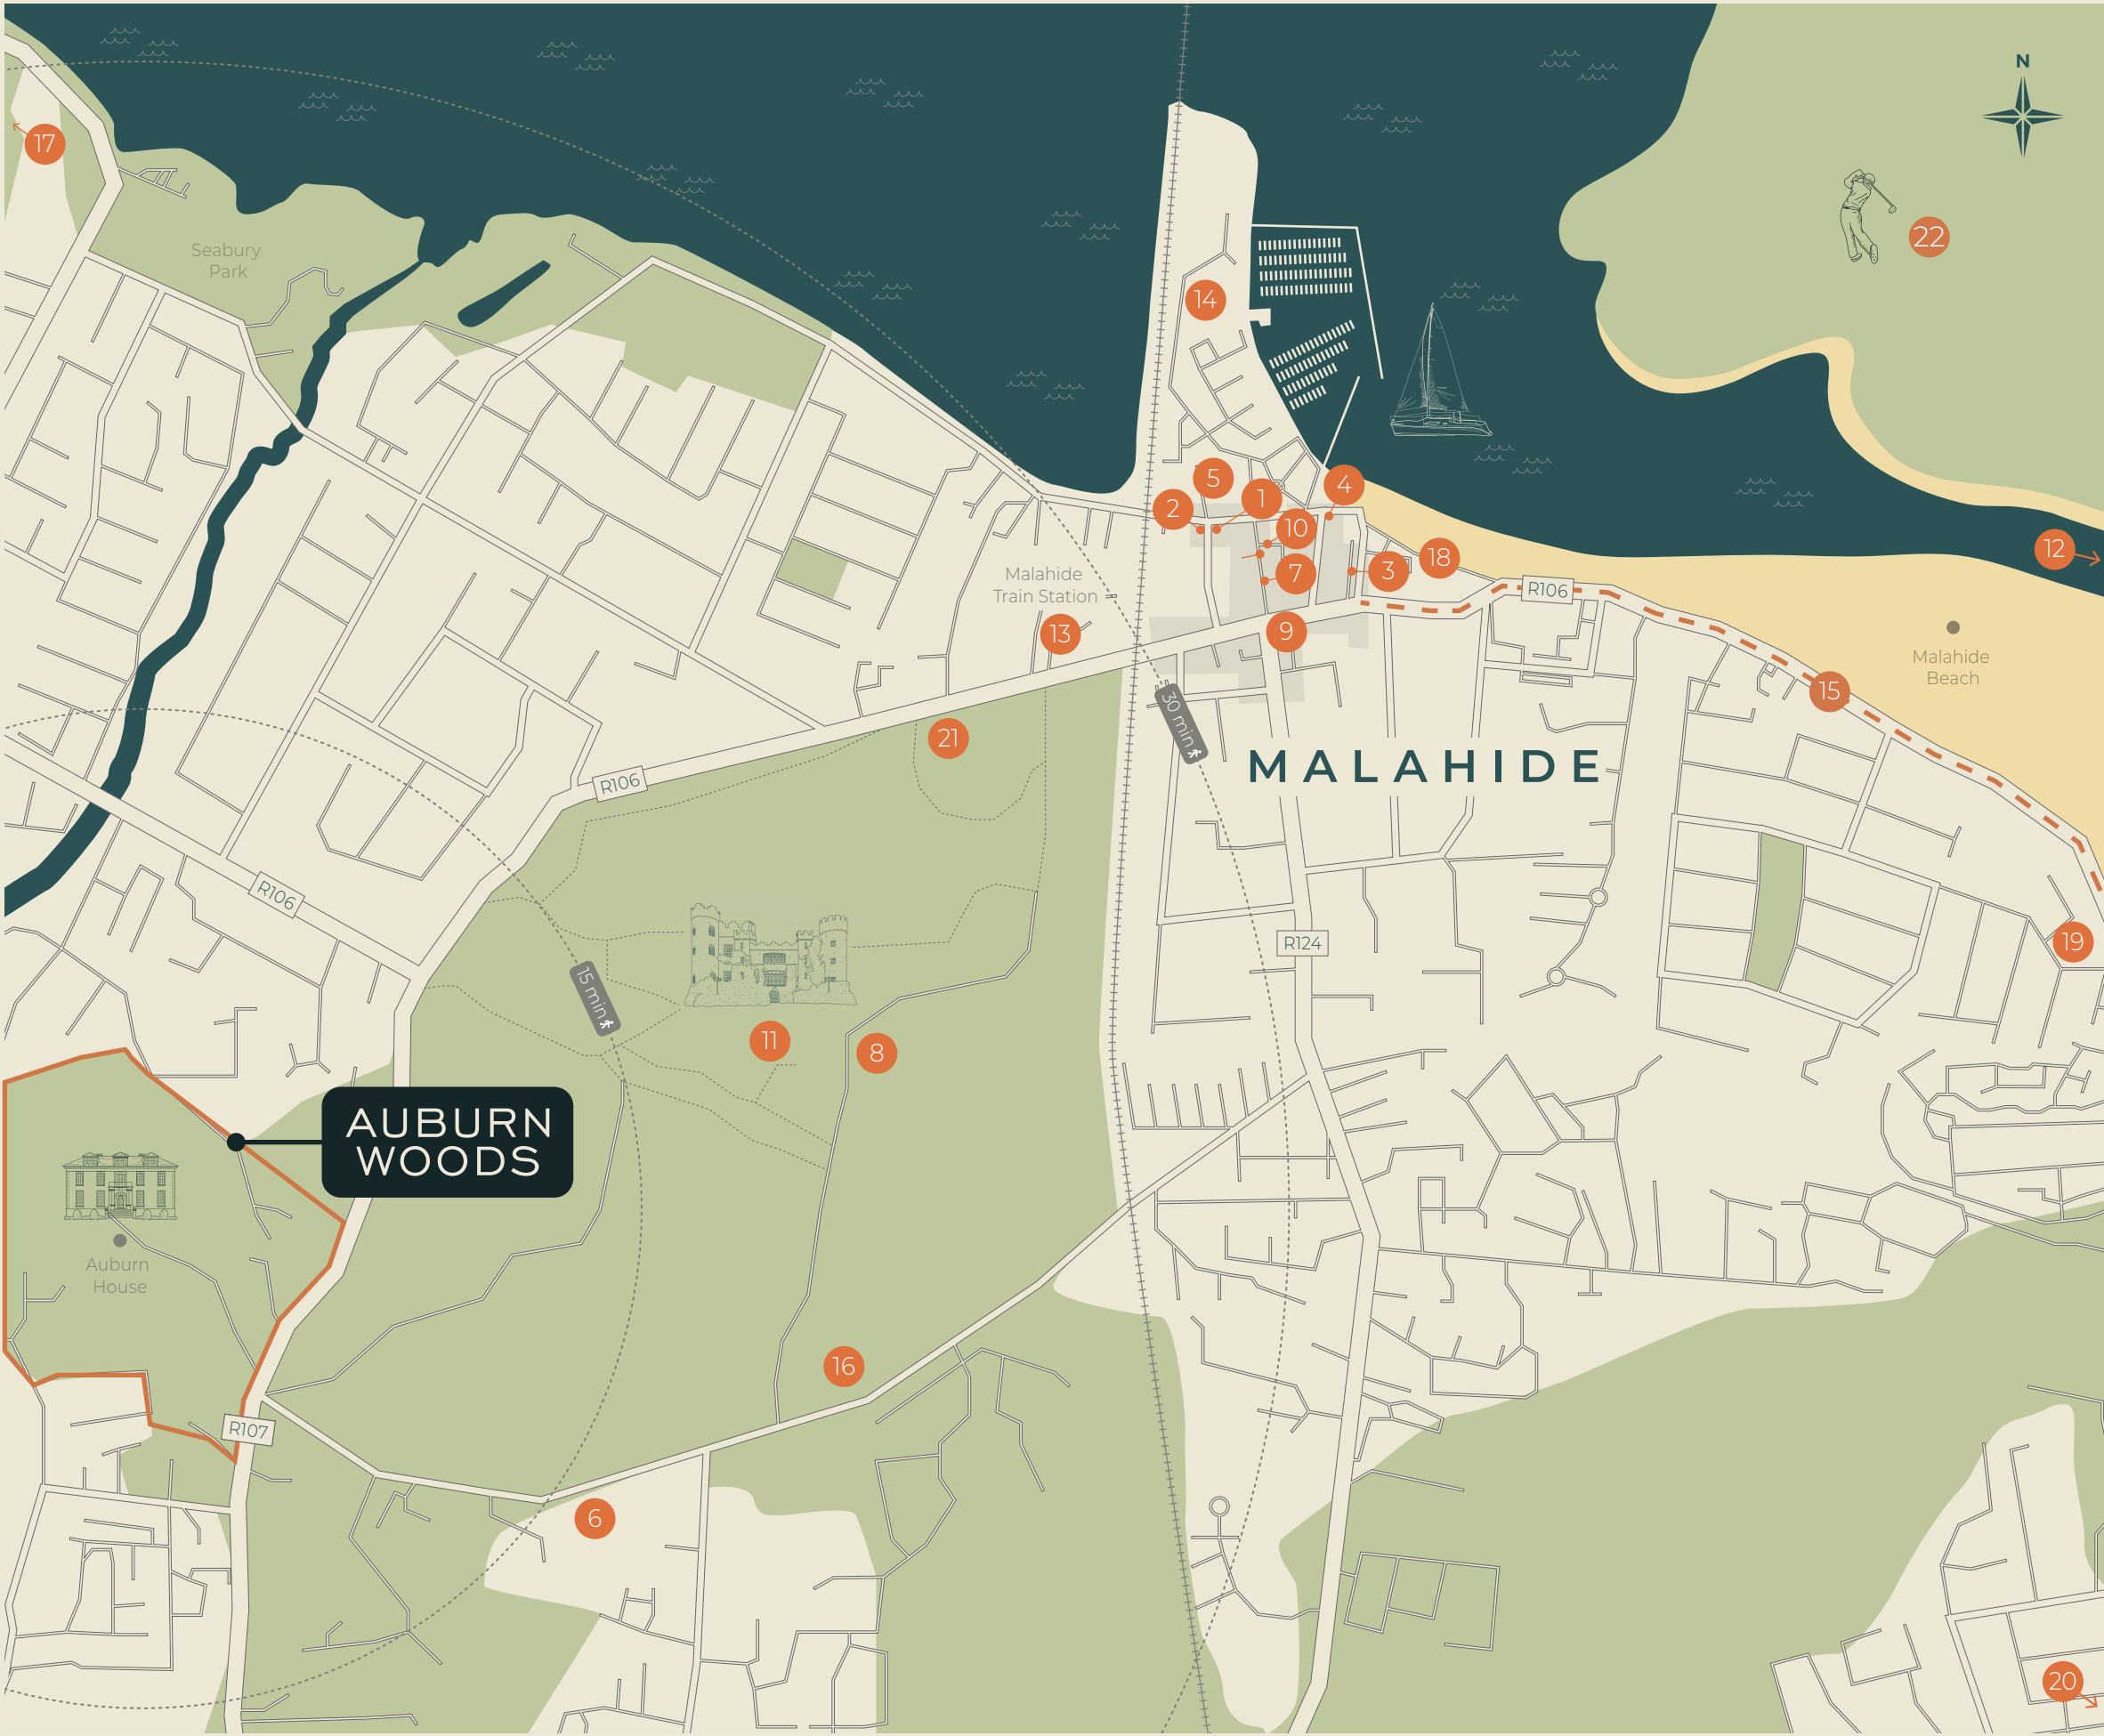 N
17
22
Seabury
Park
14
5
4
2
1
10
12
18
7
3
Malahide
Train Station
R106
13
9
Malahide
Beach
15
30 min
21
MALAHIDE
R106
R106
19
R124
15 min
11
8
AUBURN
WOODS
Auburn
House
16
R107
6
20